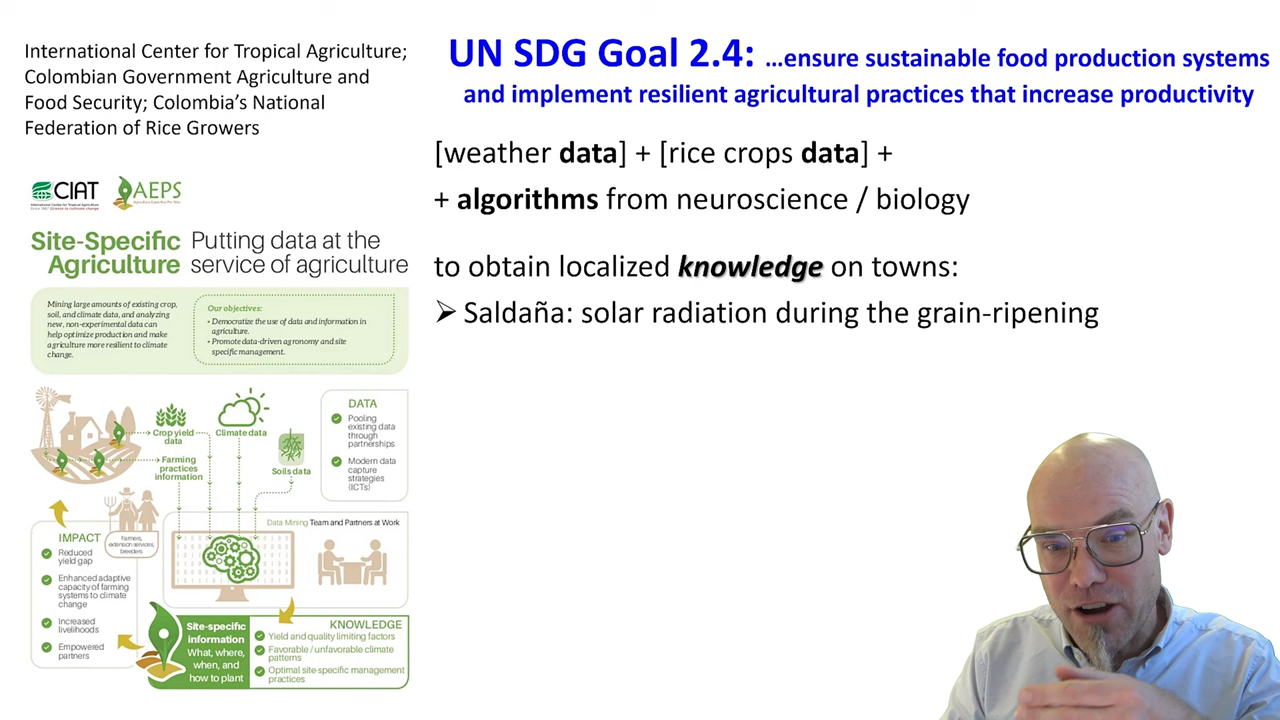 International Center for Tropical Agriculture;
Colombian Government Agriculture and
Food Security; Colombia's National
Federation of Rice Growers
UN SDG Goal 2.4: ...ensure sustainable food production systems
and implement resilient agricultural practices that increase productivity
[weather data] + [rice crops data] +
+ algorithms from neuroscience / biology
to obtain localized knowledge on towns:
➢ Saldaña: solar radiation during the grain-ripening
CIAT
International Center for Tropical Agriculture
AEPS
Site-Specific
Agriculture
Putting data at the
service of agriculture
Mining large amounts of existing crop,
soil, and climate data, and analyzing
new, non-experimental data can
help optimize production and make
agriculture more resilient to climate
change.
Our objectives:
• Democratize the use of data and information in
agriculture.
• Promote data-driven agronomy and site
specific management.
Crop yield
data
Climate data
Farming
practices
information
Soils data
DATA
Pooling
existing data
through
partnerships
Modern data
capture
strategies
(ICTs)
Data Mining Team and Partners at Work
Farmers,
extension services,
breeders
IMPACT
Reduced
yield gap
Enhanced adaptive
capacity of farming
systems to climate
change
Increased
livelihoods
Empowered
partners
Site-specific
information
What, where,
when, and
how to plant
KNOWLEDGE
Yield and quality limiting factors
Favorable / unfavorable climate
patterns
Optimal site-specific management
practices